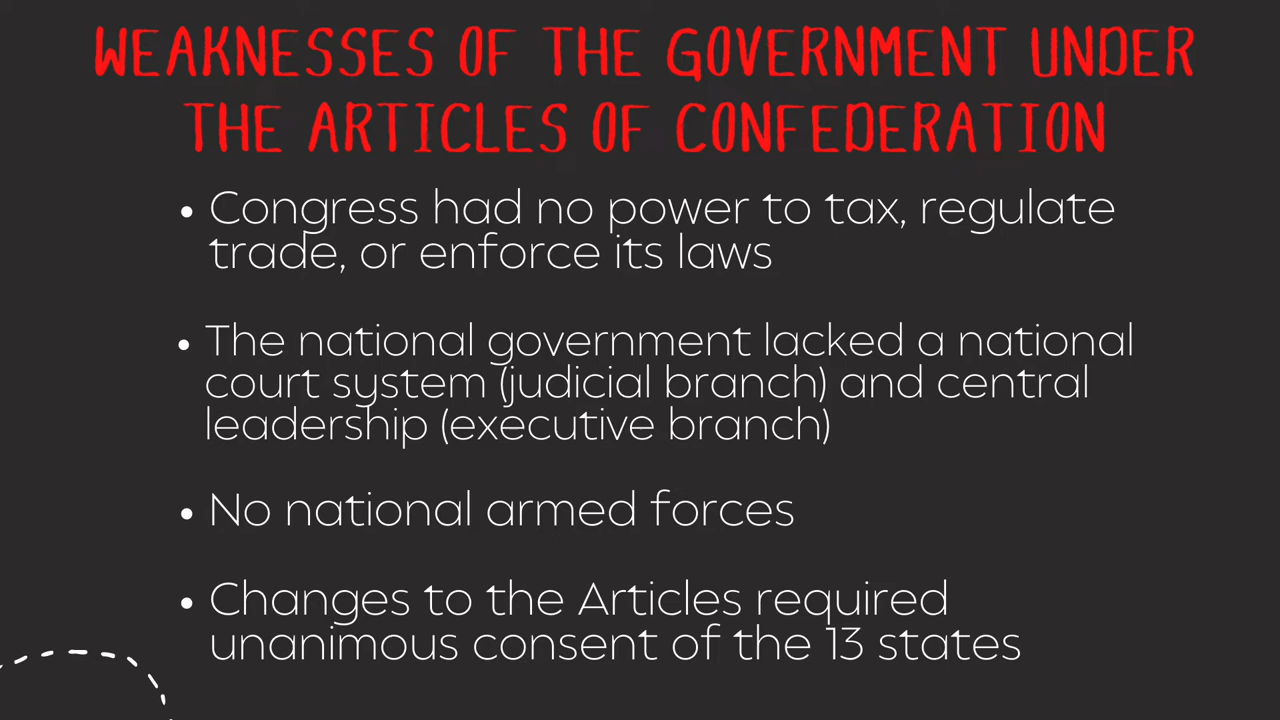 WEAKNESSES OF THE GOVERNMENT UNDER
THE ARTICLES OF CONFEDERATION
• Congress had no power to tax, regulate
trade, or enforce its laws
• The national government lacked a national
court system (judicial branch) and central
leadership (executive branch)
• No national armed forces
• Changes to the Articles required
unanimous consent of the 13 states